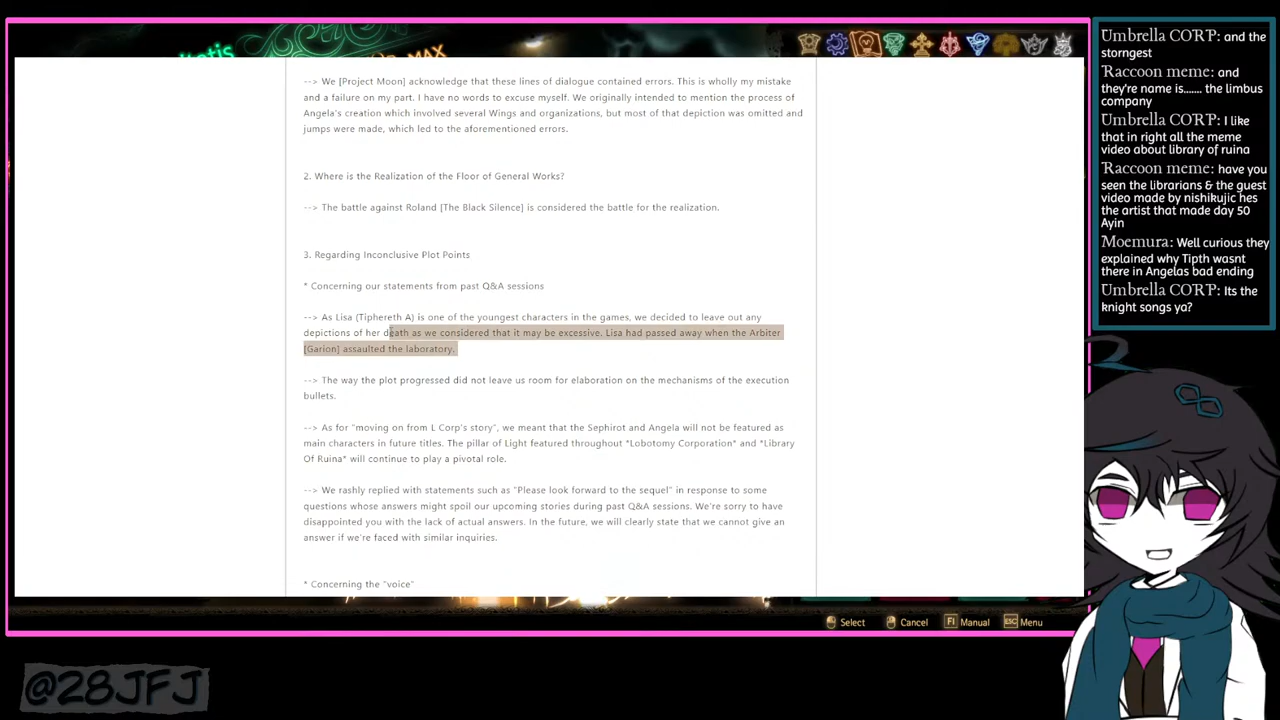 Ketis
MAX
--> We [Project Moon] acknowledge that these lines of dialogue contained errors. This is wholly my mistake
and a failure on my part. I have no words to excuse myself. We originally intended to mention the process of
Angela's creation which involved several Wings and organizations, but most of that depiction was omitted and
jumps were made, which led to the aforementioned errors.
2. Where is the Realization of the Floor of General Works?
--> The battle against Roland [The Black Silence] is considered the battle for the realization.
3. Regarding Inconclusive Plot Points
* Concerning our statements from past Q&A sessions
--> As Lisa (Tiphereth A) is one of the youngest characters in the games, we decided to leave out any
depictions of her death as we considered that it may be excessive. Lisa had passed away when the Arbiter
[Garion] assaulted the laboratory.
--> The way the plot progressed did not leave us room for elaboration on the mechanisms of the execution
bullets.
--> As for "moving on from L Corp's story", we meant that the Sephirot and Angela will not be featured as
main characters in future titles. The pillar of Light featured throughout *Lobotomy Corporation* and *Library
Of Ruina* will continue to play a pivotal role.
--> We rashly replied with statements such as "Please look forward to the sequel" in response to some
questions whose answers might spoil our upcoming stories during past Q&A sessions. We're sorry to have
disappointed you with the lack of actual answers. In the future, we will clearly state that we cannot give an
answer if we're faced with similar inquiries.
* Concerning the "voice"
Select
Cancel
F1 Manual
ESC Menu
@28JFJ
Umbrella CORP: and the
storngest
Raccoon meme: and
they're name is....... the limbus
company
Umbrella CORP: I like
that in right all the meme
video about library of ruina
Raccoon meme: have you
seen the librarians & the guest
video made by nishikujic hes
the artist that made day 50
Ayin
Moemura: Well curious they
explained why Tipth wasnt
there in Angelas bad ending
Umbrella CORP: Its the
knight songs ya?